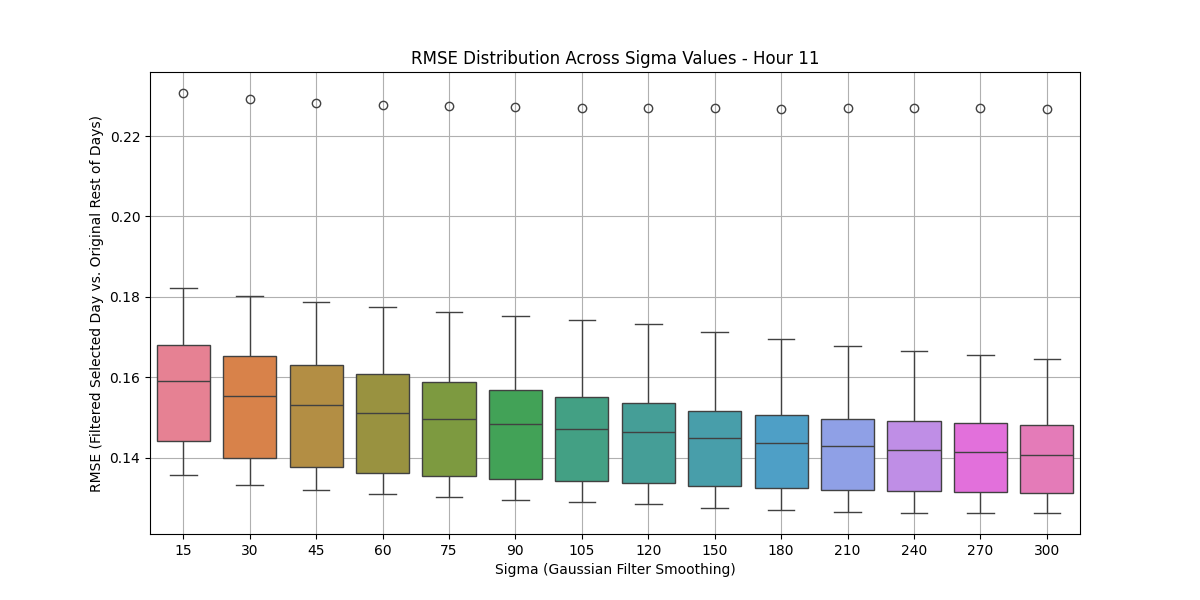 RMSE Distribution Across Sigma Values - Hour 11
RMSE (Filtered Selected Day vs. Original Rest of Days)
0.22
0.20
0.18
0.16
0.14
15 30 45 60 75 90 105 120 150 180 210 240 270 300
Sigma (Gaussian Filter Smoothing)